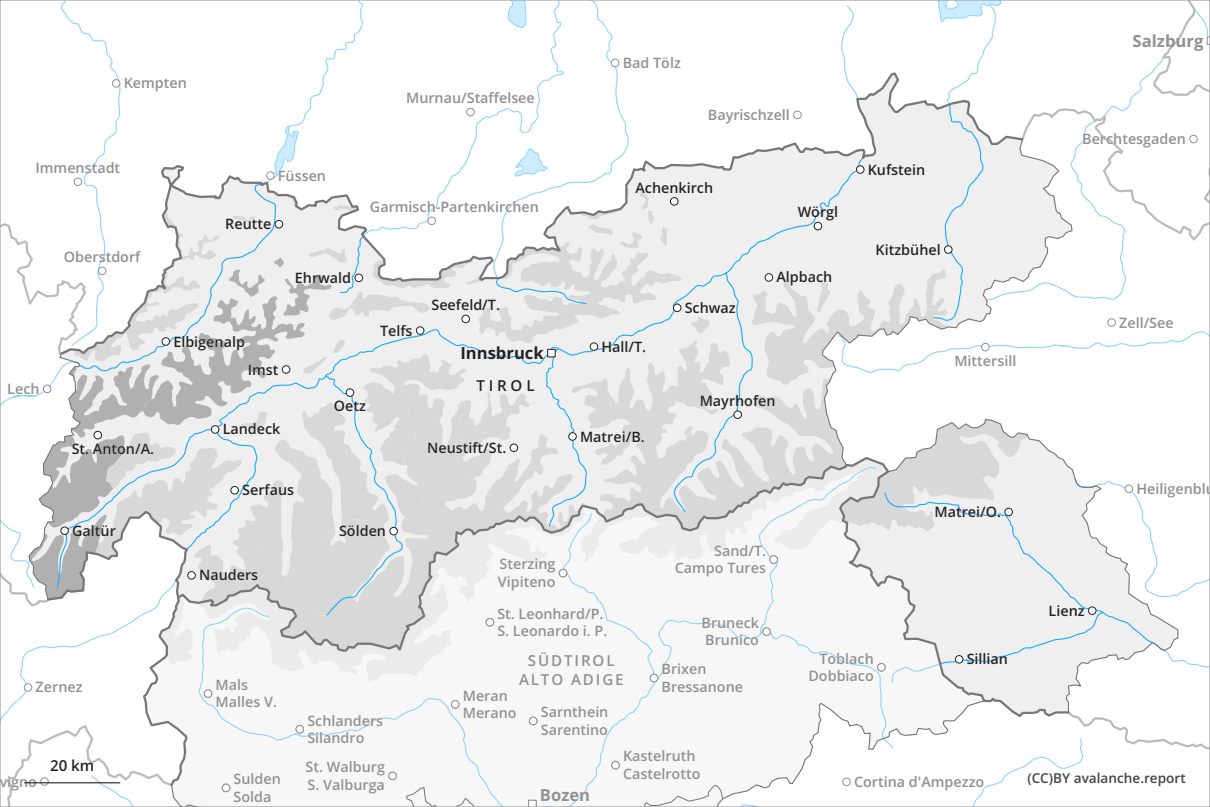 Salzburg
Bad Tölz
Kempten
Murnau/Staffelsee
Bayrischzell
Berchtesgaden
Immenstadt
Füssen
Kufstein
Achenkirch
Garmisch-Partenkirchen
Wörgl
Reutte
Kitzbühel
Oberstdorf
Ehrwald
Alpbach
Seefeld/T.
Schwaz
Zell/See
Telfs
Elbigenalp
Innsbruck
Hall/T.
Mittersill
Imst
TIROL
Lech
Oetz
Mayrhofen
Landeck
Matrei/B.
St. Anton/A.
Neustift/St.
Serfaus
Heiligenblu
Matrei/O.
Galtür
Sölden
Sand/T.
Campo Tures
Sterzing
Vipiteno
Nauders
Lienz
St. Leonhard/P.
S. Leonardo i. P.
Bruneck
Brunico
SÜDTIROL
ALTO ADIGE
Toblach
Dobbiaco
Sillian
Brixen
Bressanone
Zernez
Mals
Malles V.
Meran
Merano
Sarnthein
Sarentino
Schlanders
Silandro
Kastelruth
Castelrotto
20 km
St. Walburg
S. Valburga
vigno
Sulden
Solda
Cortina d'Ampezzo
(CC)BY avalanche.report
Bozen